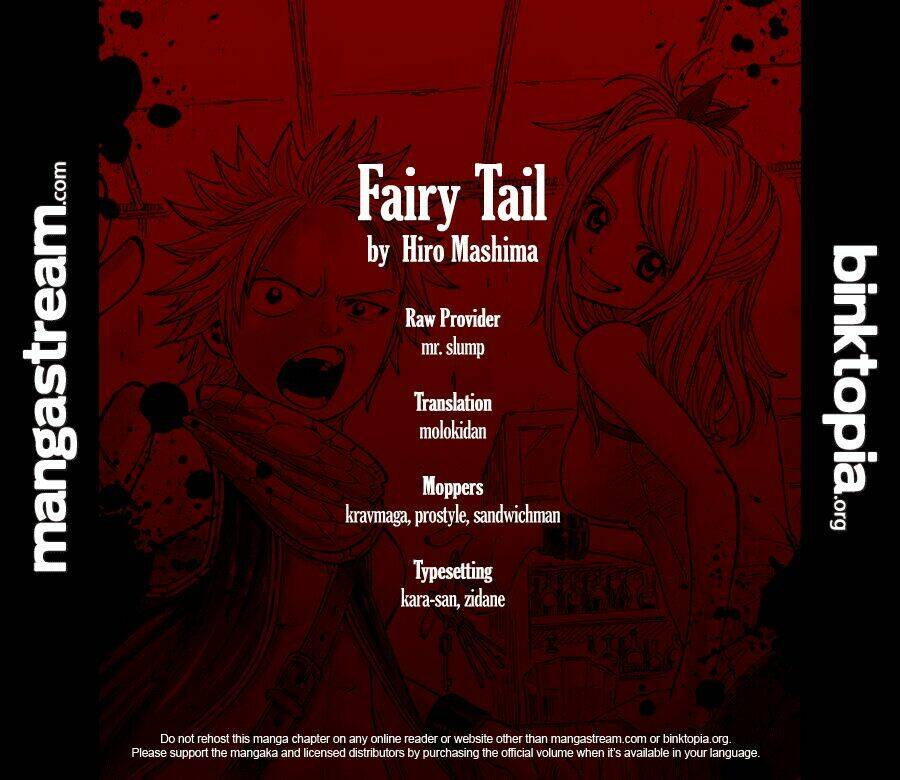 Fairy Tail
by Hiro Mashima
Raw Provider
mr. slump
Translation
molokidan
Moppers
kravmaga, prostyle, sandwichman
Typesetting
kara-san, zidane
mangastream.com
binktopia.org
Do not rehost this manga chapter on any online reader or website other than mangastream.com or binktopia.org.
Please support the mangaka and licensed distributors by purchasing the official volume when it's available in your language.